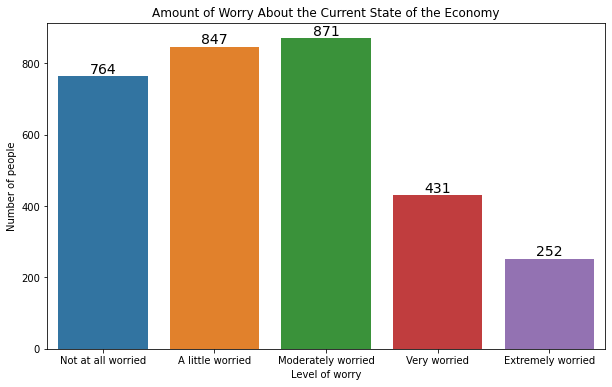 Amount of Worry About the Current State of the Economy
871
847
764
431
252
800
600
400
200
0
Number of people
Not at all worried A little worried Moderately worried Very worried Extremely worried
Level of worry